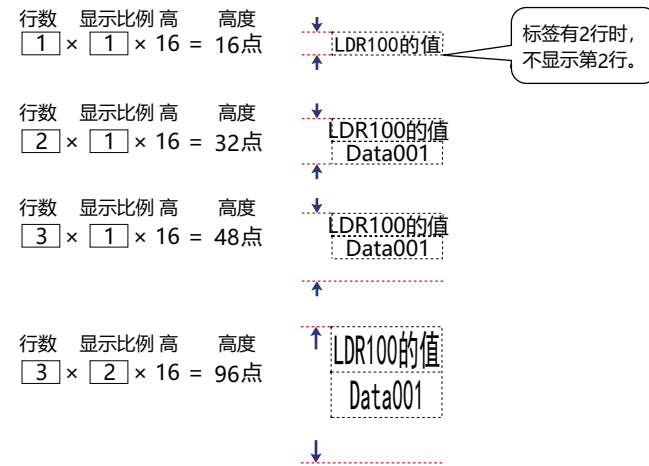 行数 显示比例 高 高度
1 × 1 × 16 = 16点
LDR100的值
标签有2行时，
不显示第2行。
行数 显示比例 高 高度
2 × 1 × 16 = 32点
LDR100的值
Data001
行数 显示比例 高 高度
3 × 1 × 16 = 48点
LDR100的值
Data001
行数 显示比例 高 高度
3 × 2 × 16 = 96点
LDR100的值
Data001